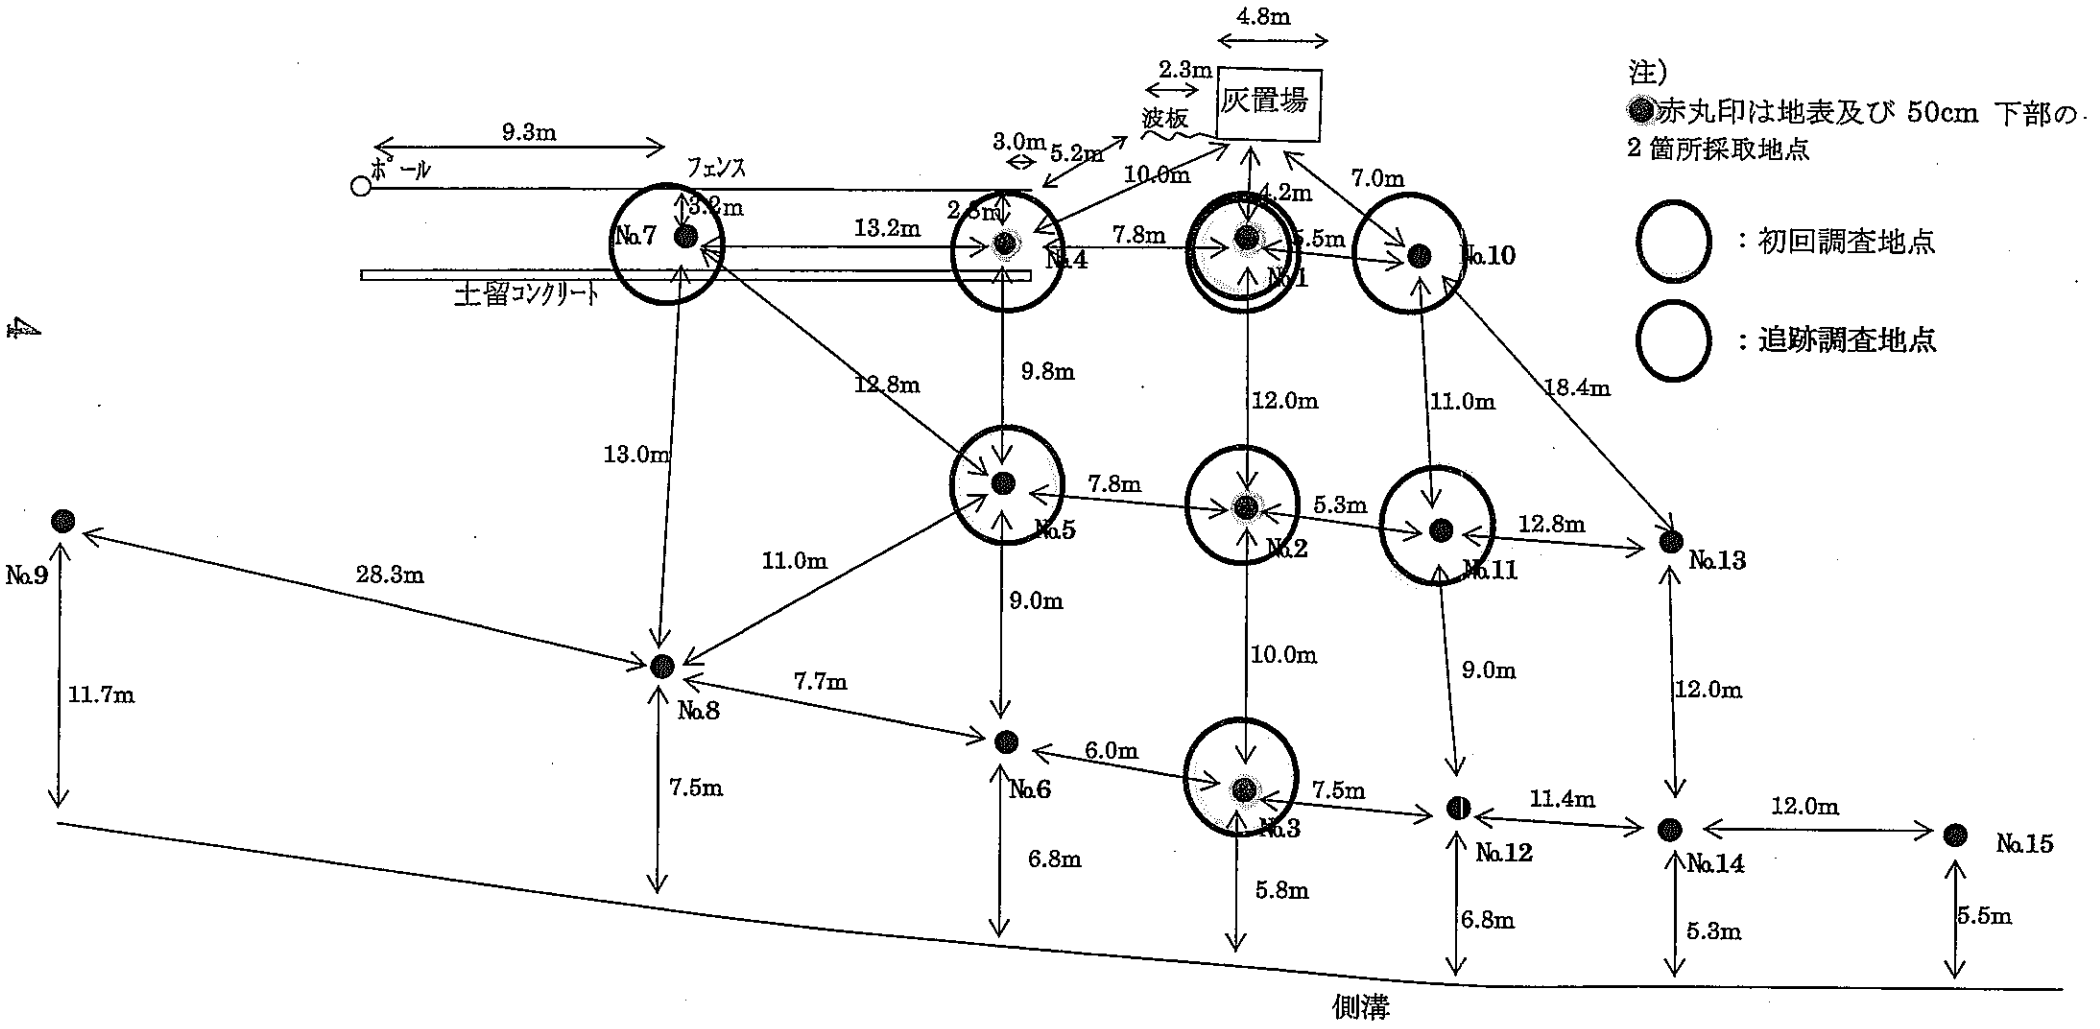 4.8m
2.3m
灰置場
波板
注)
赤丸印は地表及び 50cm 下部の
2箇所採取地点
9.3m
3.0m
5.2m
10.0m
ポール
フェンス
7.0m
4.2m
3.2m
No.7
13.2m
7.8m
5.5m
No.4
No.1
No.10
:初回調査地点
土留コンクリート
:追跡調査地点
12.8m
9.8m
12.0m
11.0m
18.4m
13.0m
7.8m
5.3m
12.8m
No.5
No.2
No.11
No.13
No.9
28.3m
11.0m
9.0m
10.0m
9.0m
12.0m
11.7m
7.7m
No.8
6.0m
7.5m
No.6
7.5m
11.4m
12.0m
No.3
No.12
No.14
No.15
6.8m
5.8m
6.8m
5.3m
5.5m
側溝